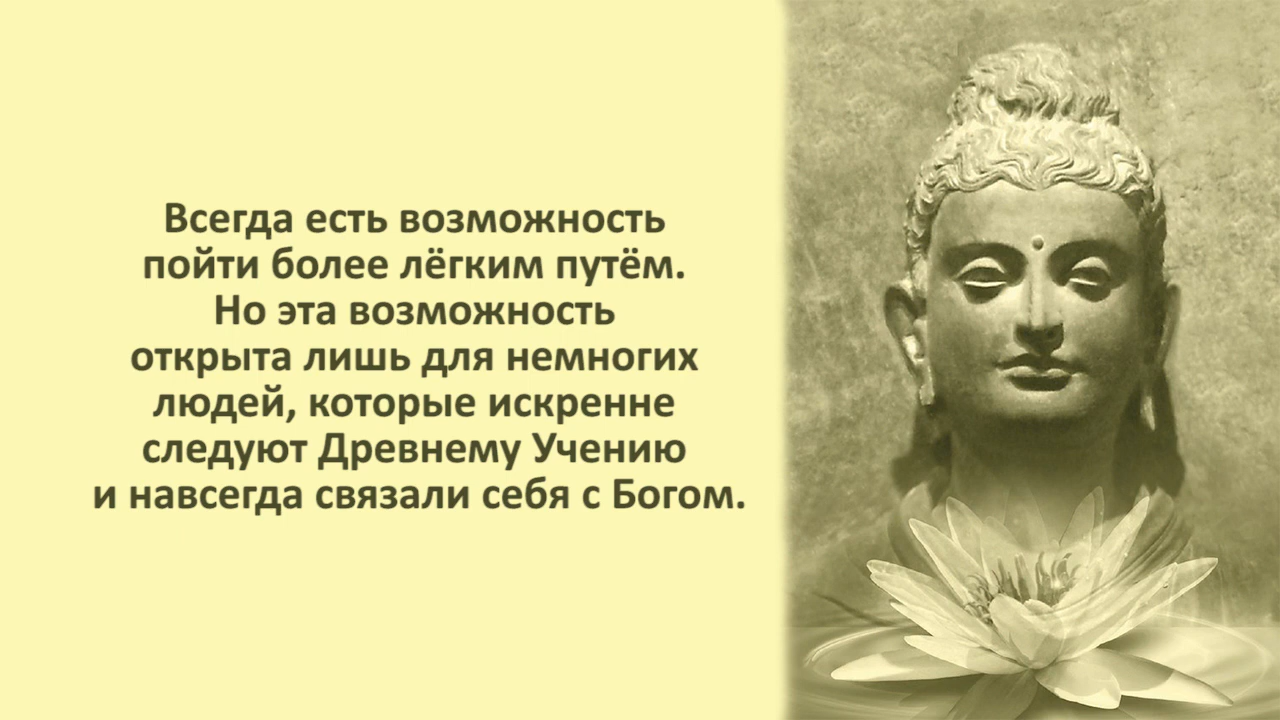 Всегда есть возможность
пойти более лёгким путём.
Но эта возможность
открыта лишь для немногих
людей, которые искренне
следуют Древнему Учению
и навсегда связали себя с Богом.